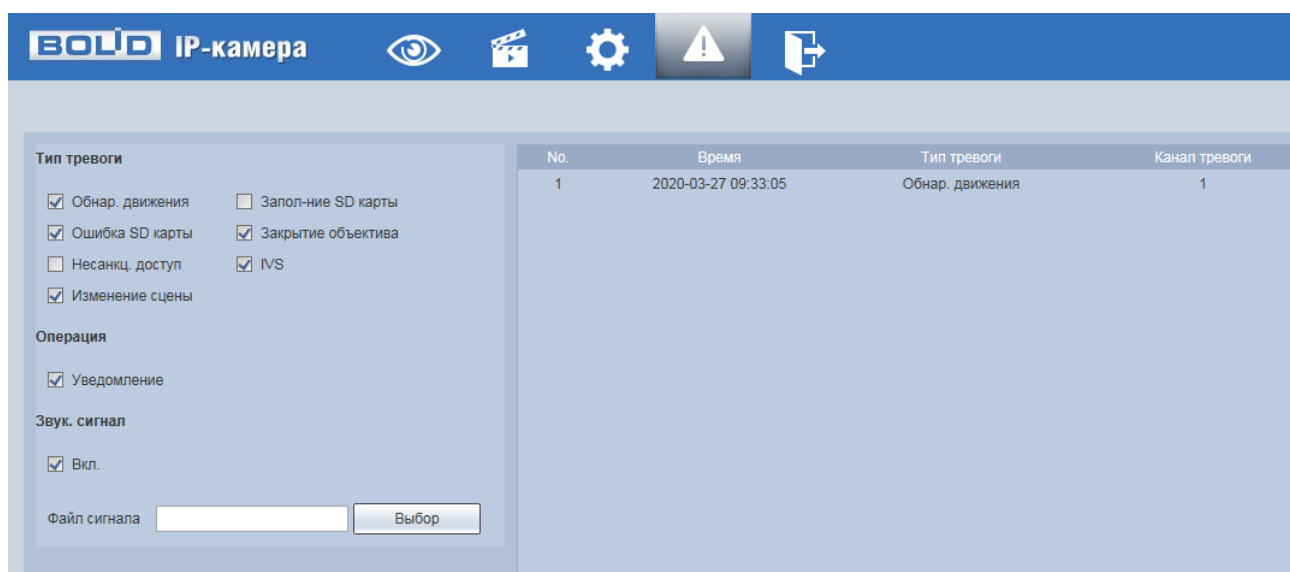 BOLID IP-камера
Тип тревоги
Обнар. движения Запол-ние SD карты
Ошибка SD карты Закрытие объектива
Несанкц. доступ IVS
Изменение сцены
Операция
Уведомление
Звук. сигнал
Вкл.
Файл сигнала Выбор
No. Время Тип тревоги Канал тревоги
1 2020-03-27 09:33:05 Обнар. движения 1